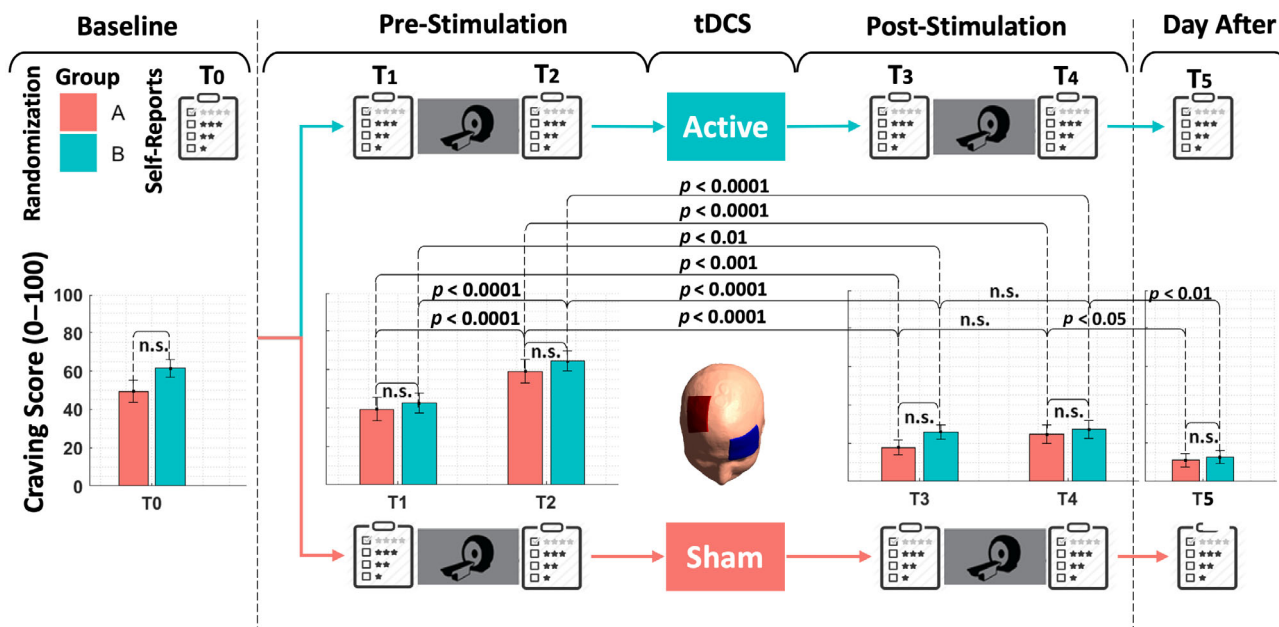 Baseline
Pre-Stimulation
tDCS
Post-Stimulation
Day After
Randomization
Group
A
B
Self-Reports
T0
T1
T2
T3
T4
T5
Active
p < 0.0001
p < 0.0001
p < 0.01
p < 0.001
p < 0.0001
p < 0.0001
n.s.
p < 0.01
p < 0.0001
p < 0.0001
n.s.
p < 0.05
Craving Score (0–100)
100
80
60
40
20
0
n.s.
n.s.
n.s.
n.s.
n.s.
n.s.
T0
T1
T2
T3
T4
T5
Sham